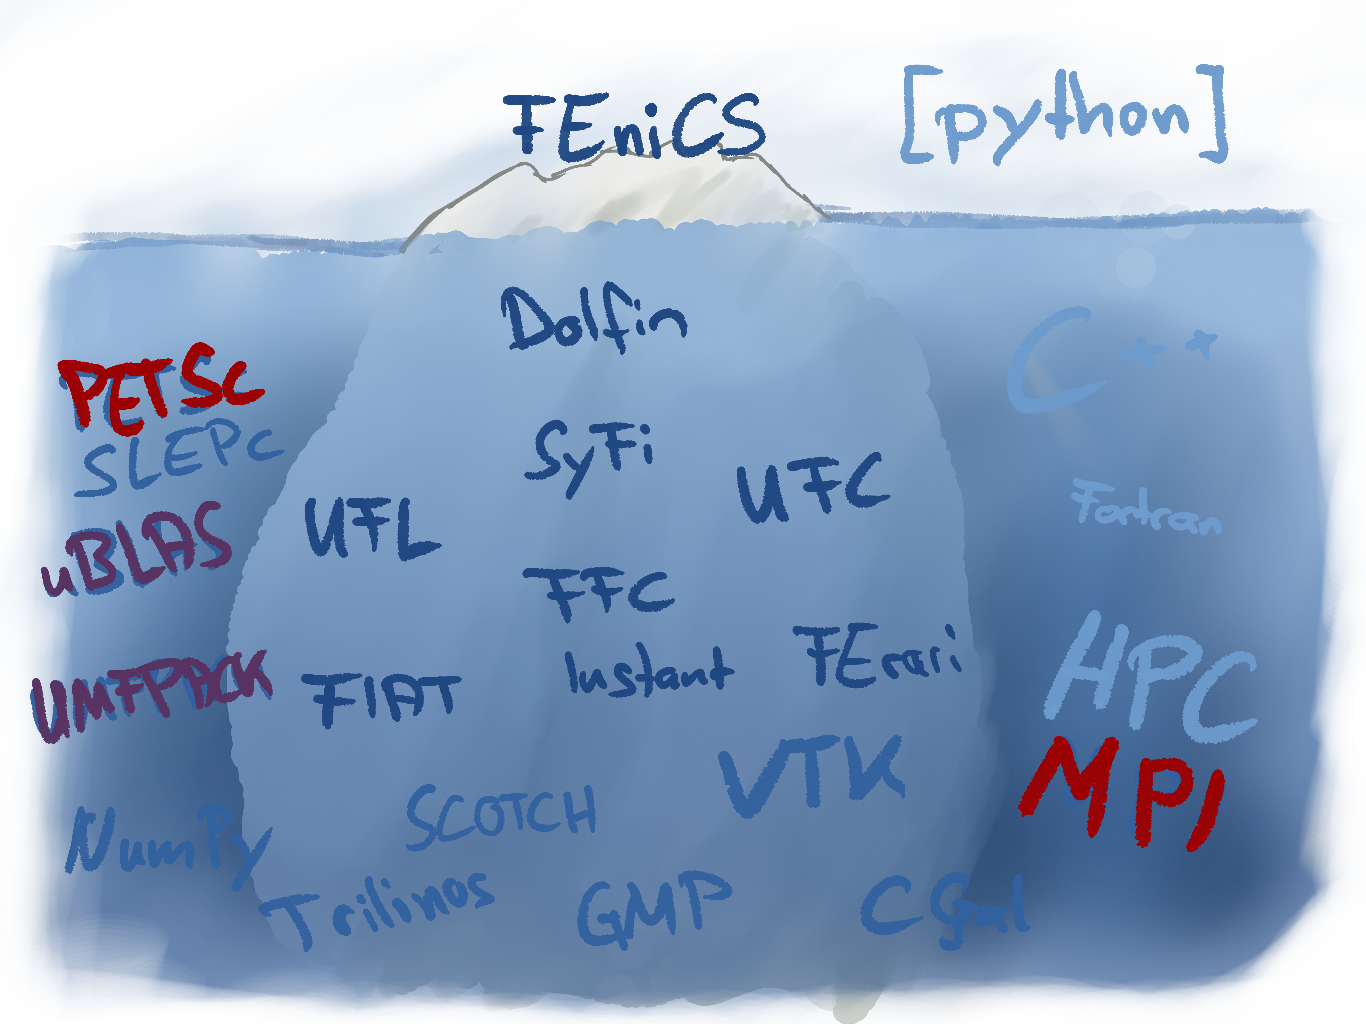 FEniCS
[python]
Dolfin
C++
PETSc
SLEPc
SyFi
UFC
UFL
Fortran
uBLAS
FFC
Instant
FErari
HPC
UMFPACK
FIAT
VTK
MPI
SCOTCH
NumPy
Trilinos
GMP
CGal